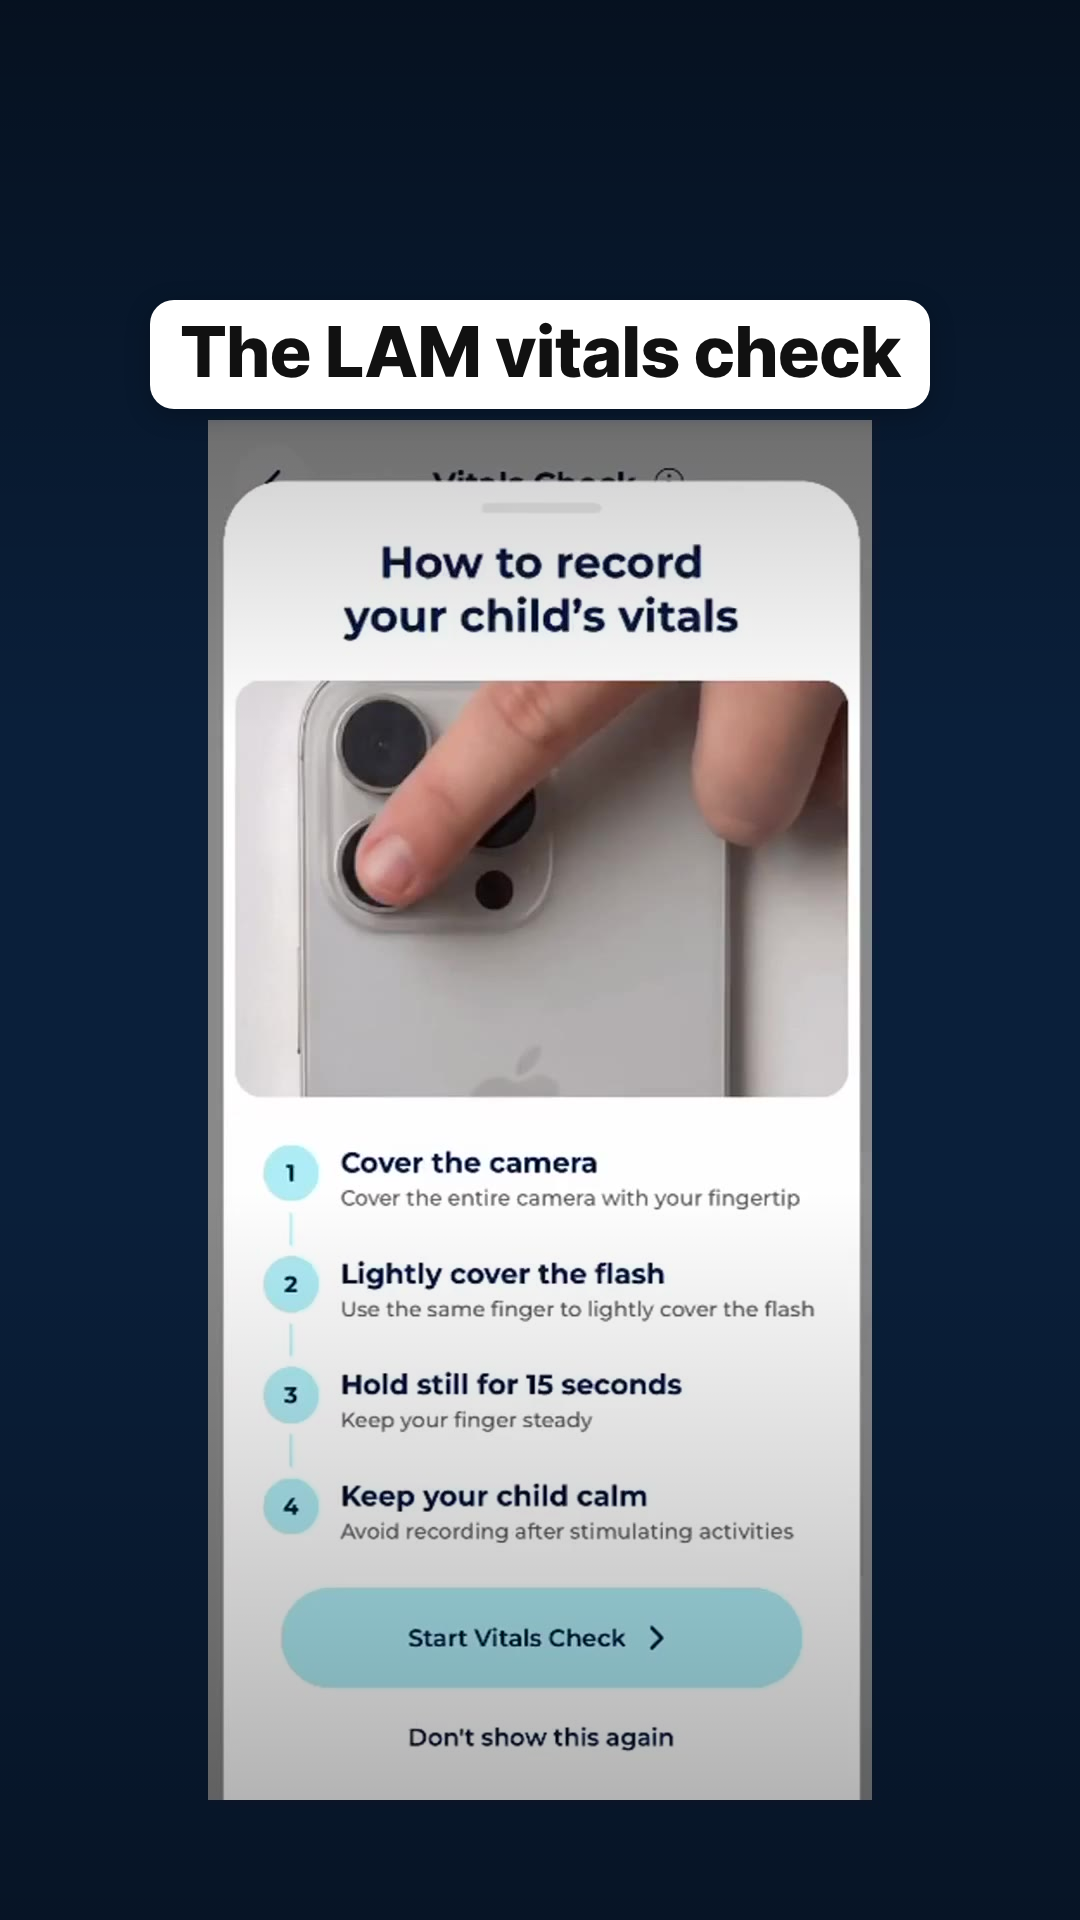 The LAM vitals check
Vitals Check
How to record
your child's vitals
1
Cover the camera
Cover the entire camera with your fingertip
2
Lightly cover the flash
Use the same finger to lightly cover the flash
3
Hold still for 15 seconds
Keep your finger steady
4
Keep your child calm
Avoid recording after stimulating activities
Start Vitals Check
Don't show this again